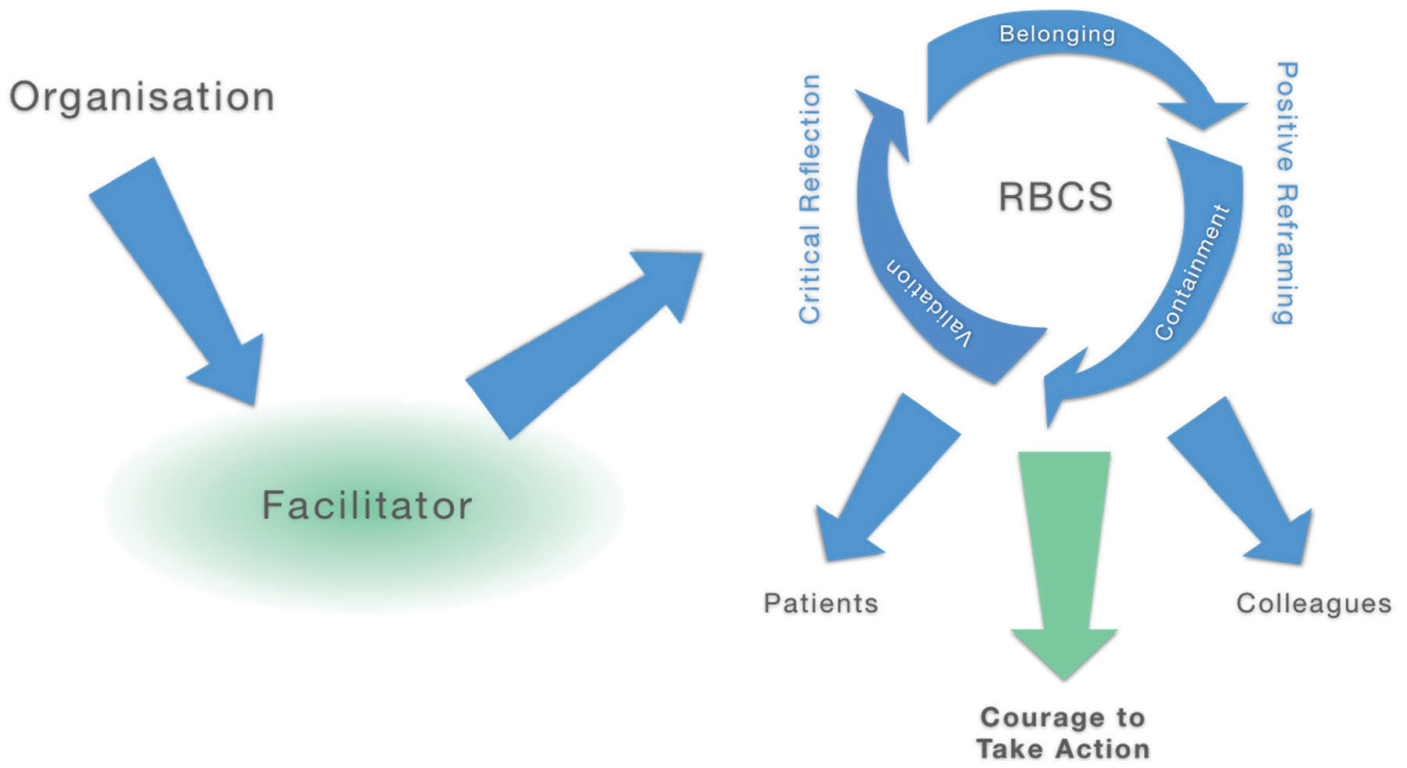 Organisation
Facilitator
Belonging
Critical Reflection
Positive Reframing
RBCS
Containment
Validation
Patients
Colleagues
Courage to
Take Action